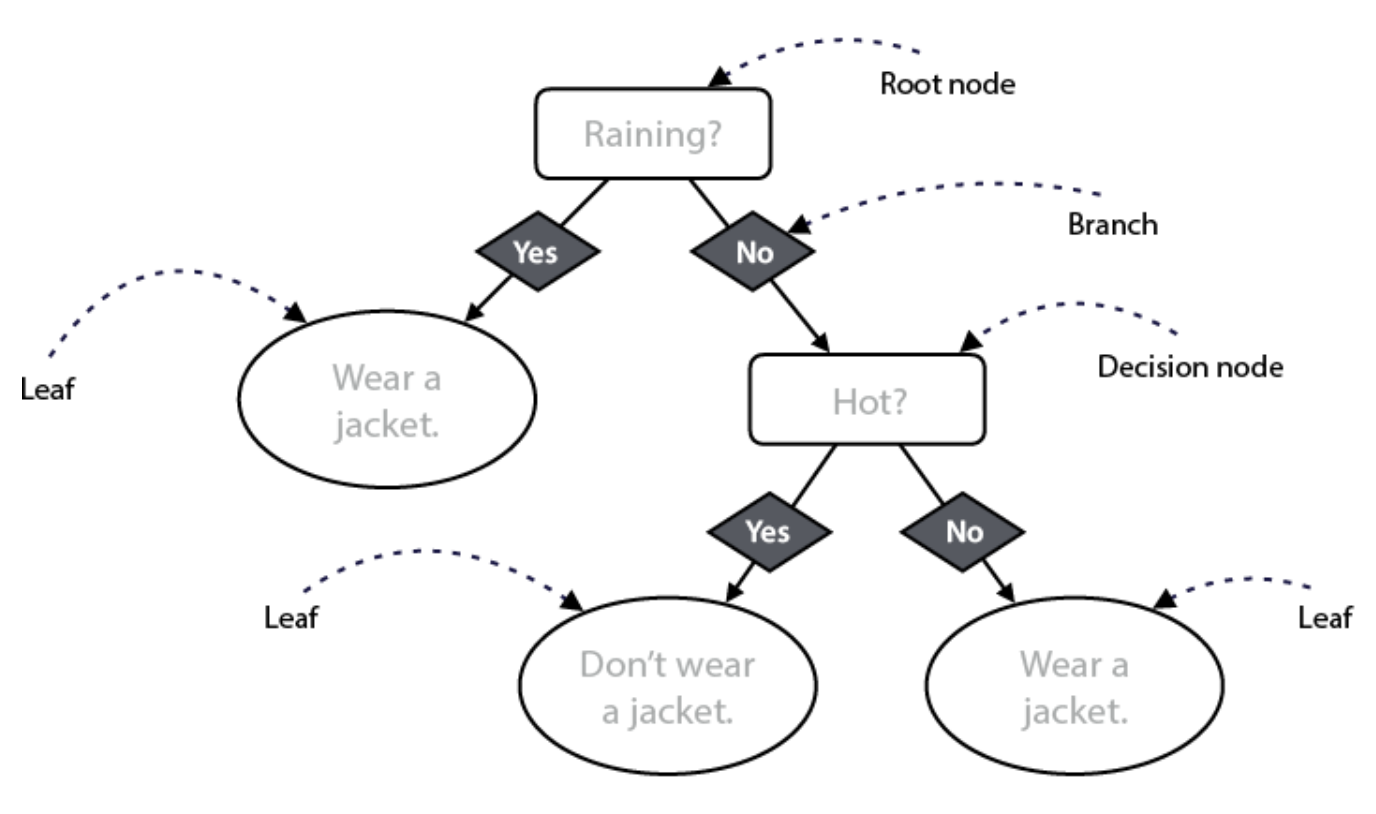 Root node
Raining?
Branch
Yes
No
Leaf
Decision node
Wear a
jacket.
Hot?
Yes
No
Leaf
Leaf
Don't wear
a jacket.
Wear a
jacket.